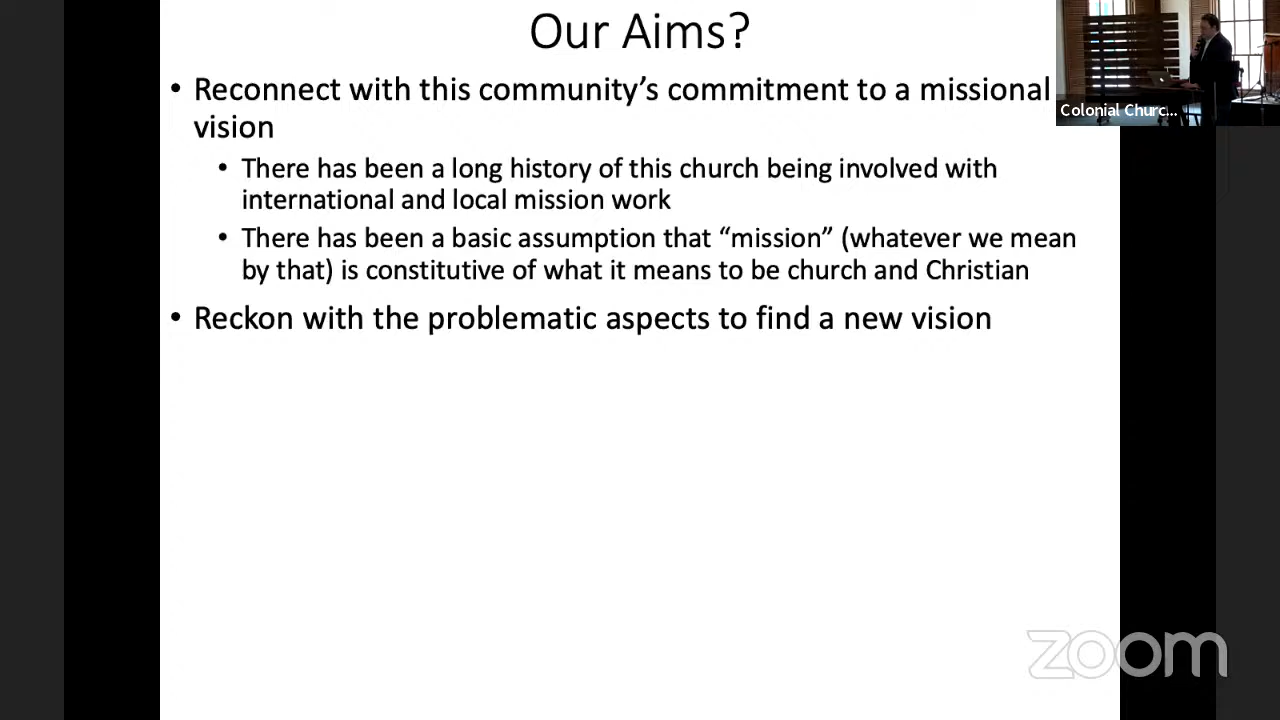 Our Aims?
• Reconnect with this community's commitment to a missional
vision
• There has been a long history of this church being involved with
international and local mission work
• There has been a basic assumption that “mission” (whatever we mean
by that) is constitutive of what it means to be church and Christian
• Reckon with the problematic aspects to find a new vision
Colonial Churc...
zoom